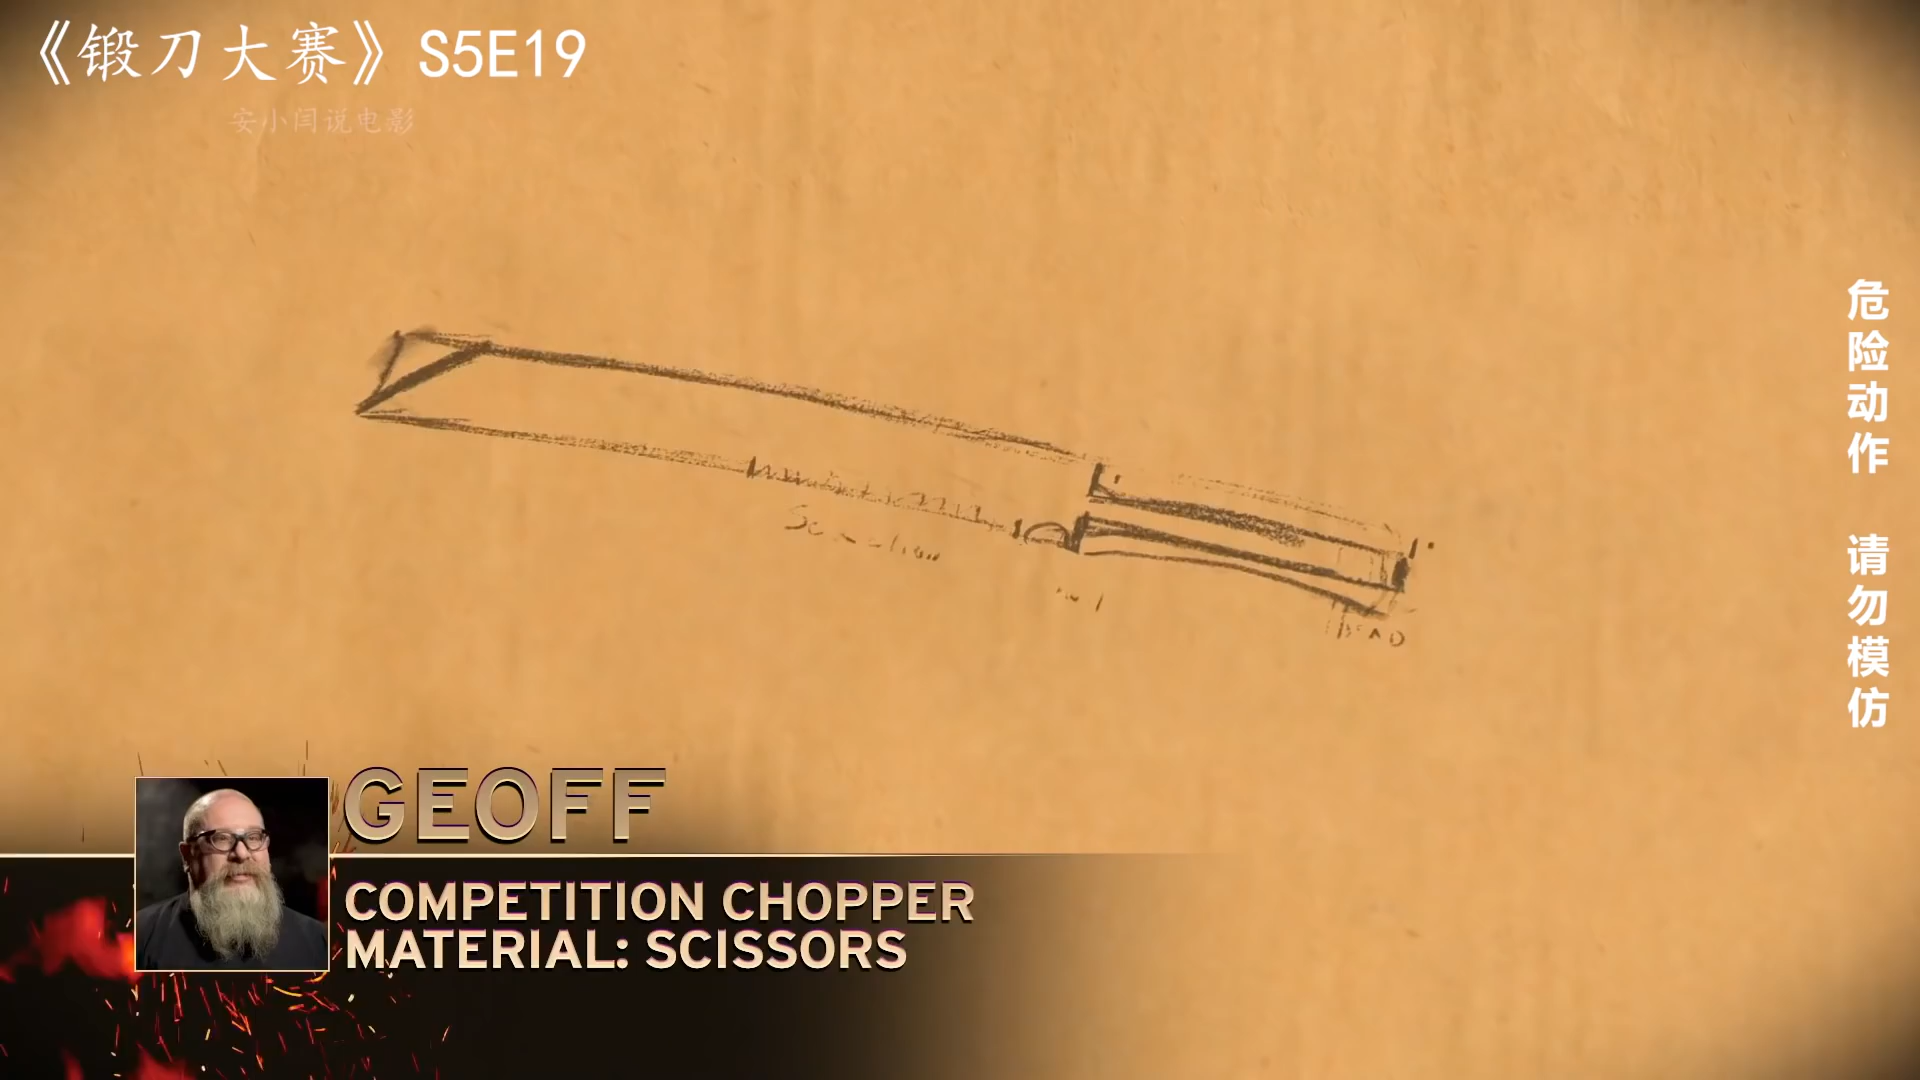 《锻刀大赛》S5E19
安小闫说电影
危险动作 请勿模仿
GEOFF
COMPETITION CHOPPER
MATERIAL: SCISSORS